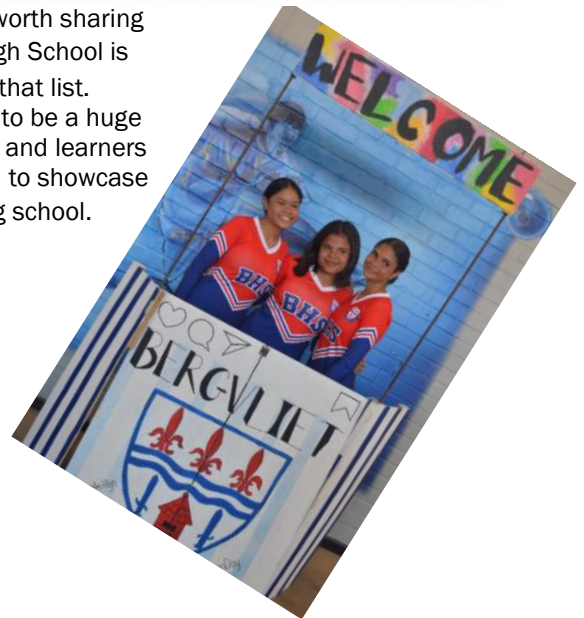 worth sharing
gh School is
that list.
to be a huge
and learners
to showcase
g school.
WELCOME
BHS
BHS
BERGVLIET
Day